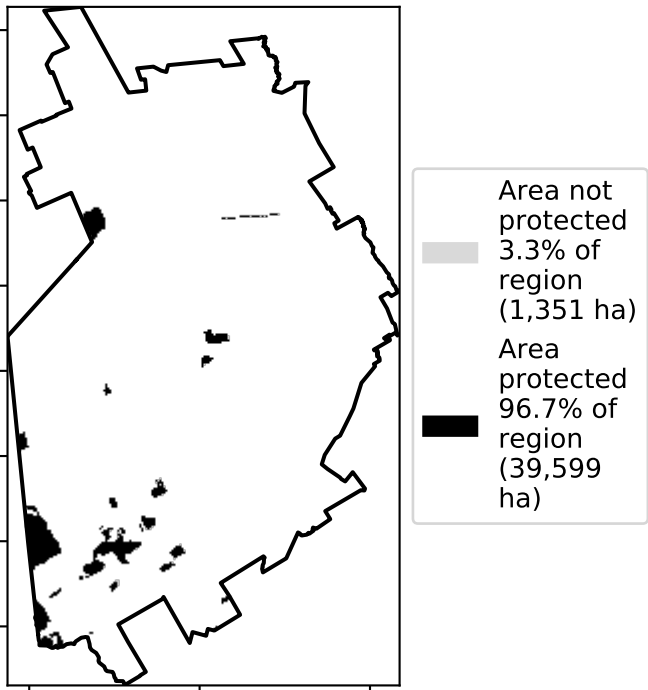 Area not
protected
3.3% of
region
(1,351 ha)
Area
protected
96.7% of
region
(39,599
ha)